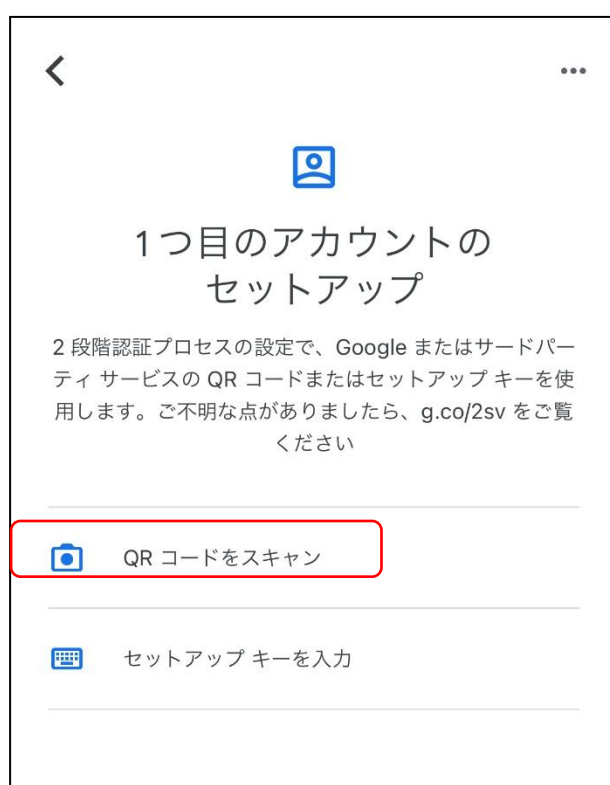 1つ目のアカウントの
セットアップ
2 段階認証プロセスの設定で、Google またはサードパー
ティ サービスの QR コードまたはセットアップ キーを使
用します。ご不明な点がありましたら、g.co/2sv をご覧
ください
QR コードをスキャン
セットアップ キーを入力